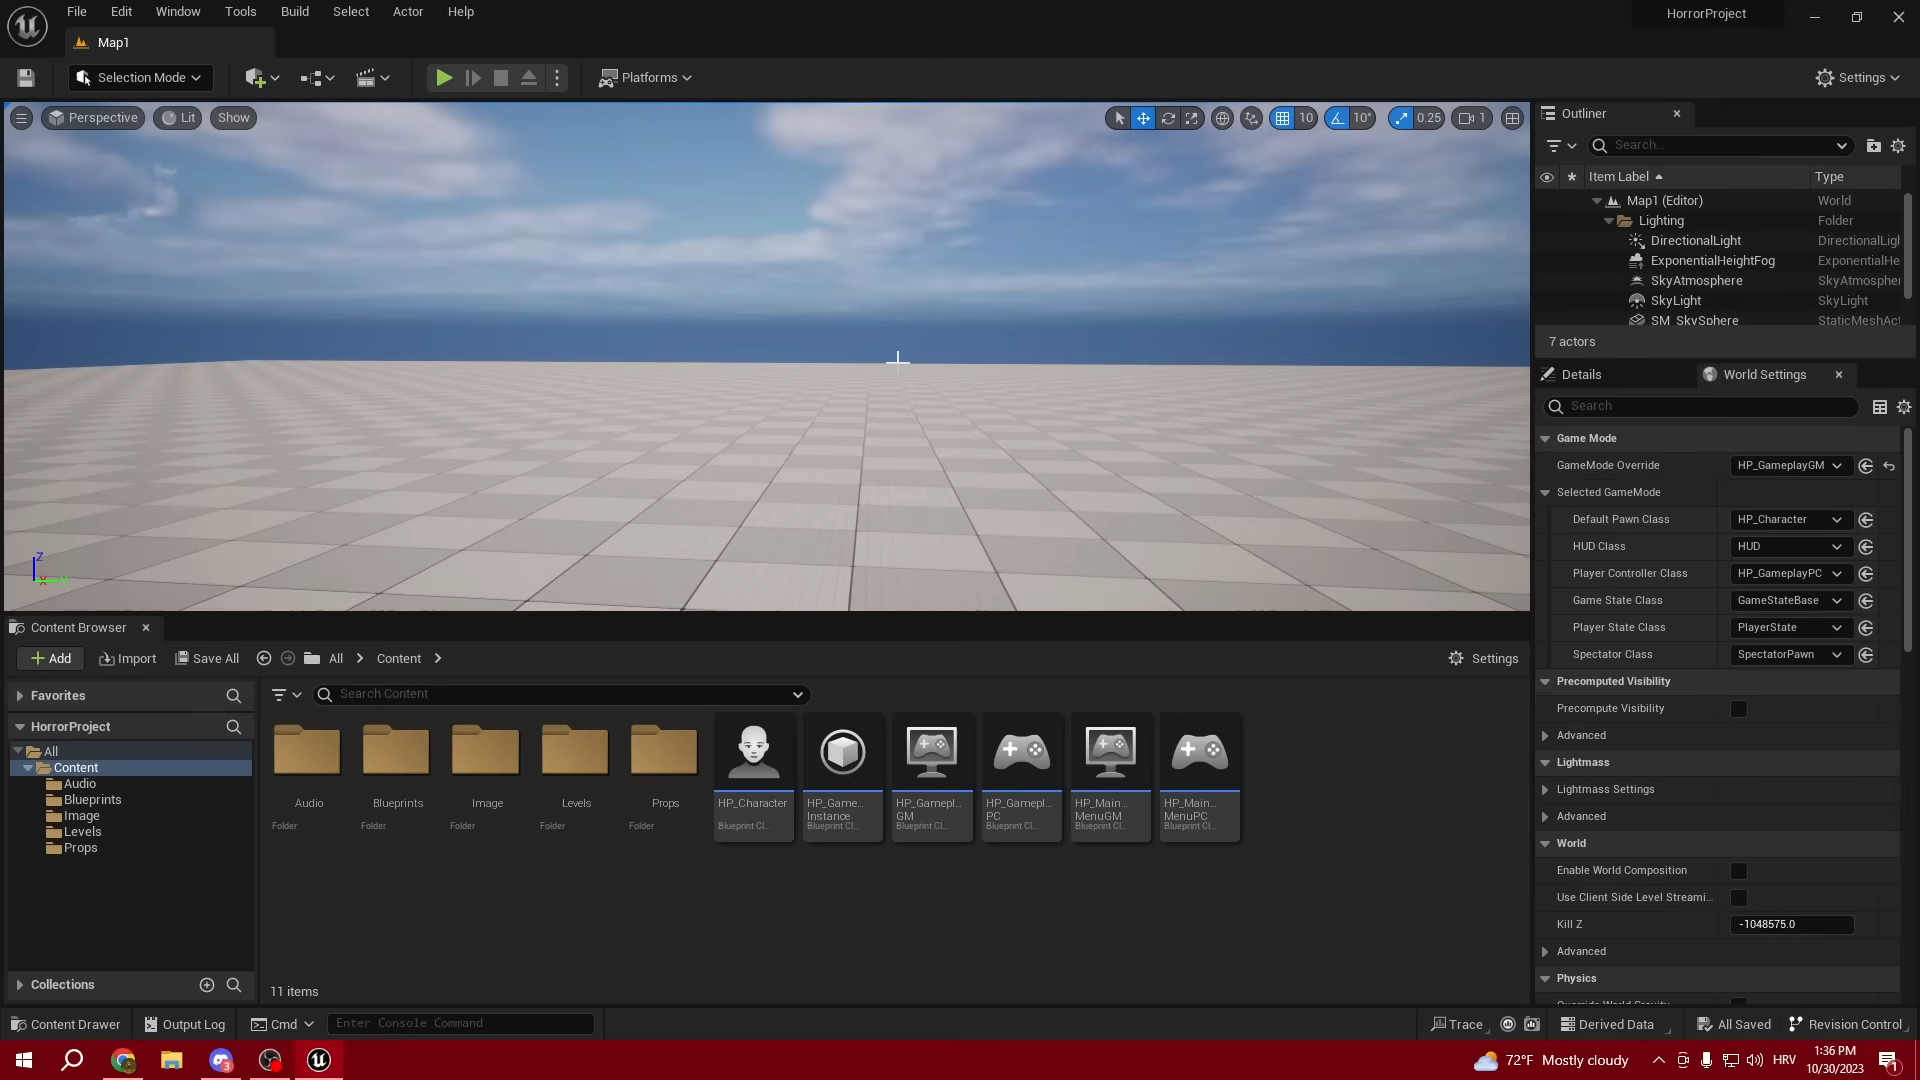 File Edit Window Tools Build Select Actor Help
HorrorProject
Map1
Selection Mode
Platforms
Settings
Perspective
Lit
Show
10
10°
0.25
1
Z
X
Outliner
Search...
Item Label
Type
Map1 (Editor) World
Lighting Folder
DirectionalLight DirectionalLigh
ExponentialHeightFog ExponentialHe
SkyAtmosphere SkyAtmospher
SkyLight SkyLight
SM_SkySphere StaticMeshAct
7 actors
Details
World Settings
Search
Game Mode
GameMode Override HP_GameplayGM
Selected GameMode
Default Pawn Class HP_Character
HUD Class HUD
Player Controller Class HP_GameplayPC
Game State Class GameStateBase
Player State Class PlayerState
Spectator Class SpectatorPawn
Precomputed Visibility
Precompute Visibility
Advanced
Lightmass
Lightmass Settings
Advanced
World
Enable World Composition
Use Client Side Level Streami...
Kill Z -1048575.0
Advanced
Physics
Override World Gravity
Content Browser
Add
Import
Save All
All
Content
Settings
Favorites
HorrorProject
All
Content
Audio
Blueprints
Image
Levels
Props
Collections
Search Content
Audio
Folder
Blueprints
Folder
Image
Folder
Levels
Folder
Props
Folder
HP_Character
Blueprint Cl...
HP_Game...
Instance
Blueprint Cl...
HP_Gamepl...
GM
Blueprint Cl...
HP_Gamepl...
PC
Blueprint Cl...
HP_Main...
MenuGM
Blueprint Cl...
HP_Main...
MenuPC
Blueprint Cl...
11 items
Content Drawer
Output Log
Cmd
Enter Console Command
Trace
Derived Data
All Saved
Revision Control
3
72°F Mostly cloudy
HRV
1:36 PM
10/30/2023
1